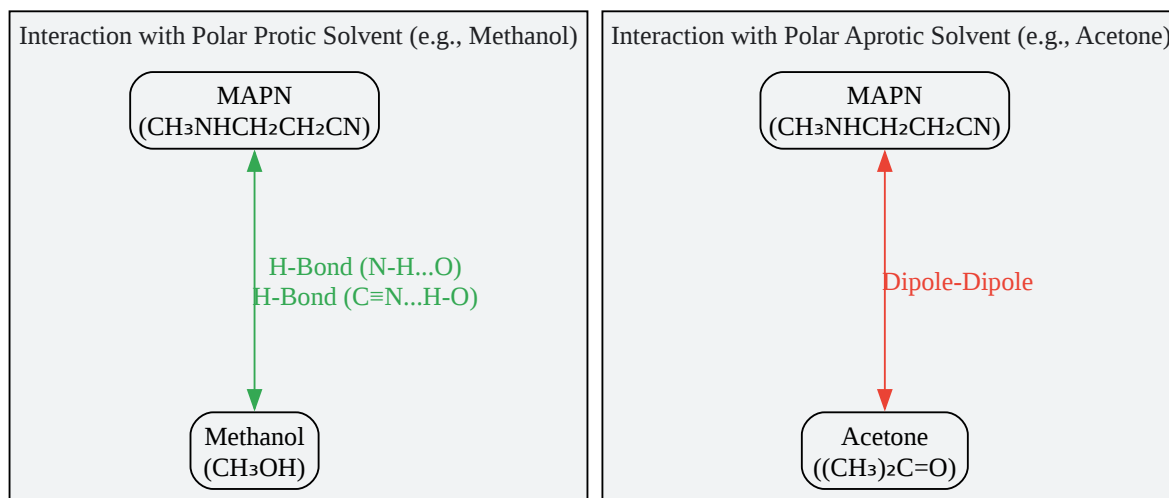 Interaction with Polar Protic Solvent (e.g., Methanol)
MAPN
(CH₃NHCH₂CH₂CN)
H-Bond (N-H...O)
H-Bond (C≡N...H-O)
Methanol
(CH₃OH)
Interaction with Polar Aprotic Solvent (e.g., Acetone)
MAPN
(CH₃NHCH₂CH₂CN)
Dipole-Dipole
Acetone
((CH₃)₂C=O)